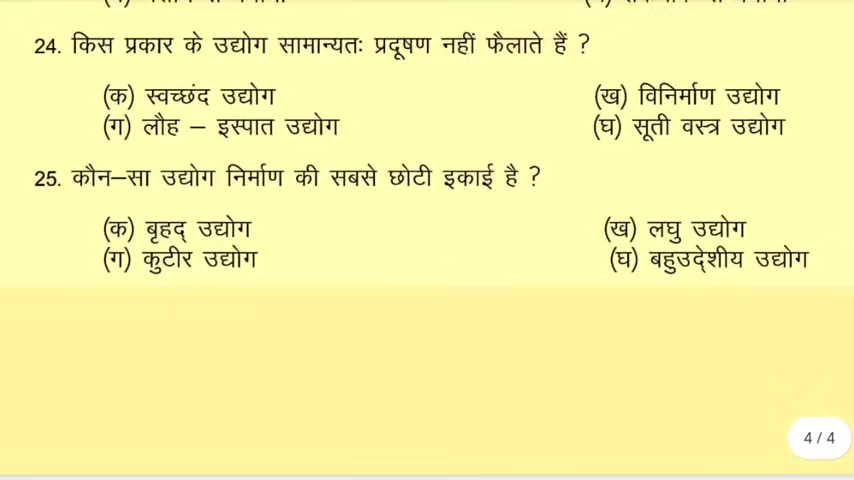 24. किस प्रकार के उद्योग सामान्यतः प्रदूषण नहीं फैलाते हैं ?
(क) स्वच्छंद उद्योग (ख) विनिर्माण उद्योग
(ग) लौह – इस्पात उद्योग (घ) सूती वस्त्र उद्योग
25. कौन–सा उद्योग निर्माण की सबसे छोटी इकाई है ?
(क) बृहद् उद्योग (ख) लघु उद्योग
(ग) कुटीर उद्योग (घ) बहुउदे्शीय उद्योग
4 / 4